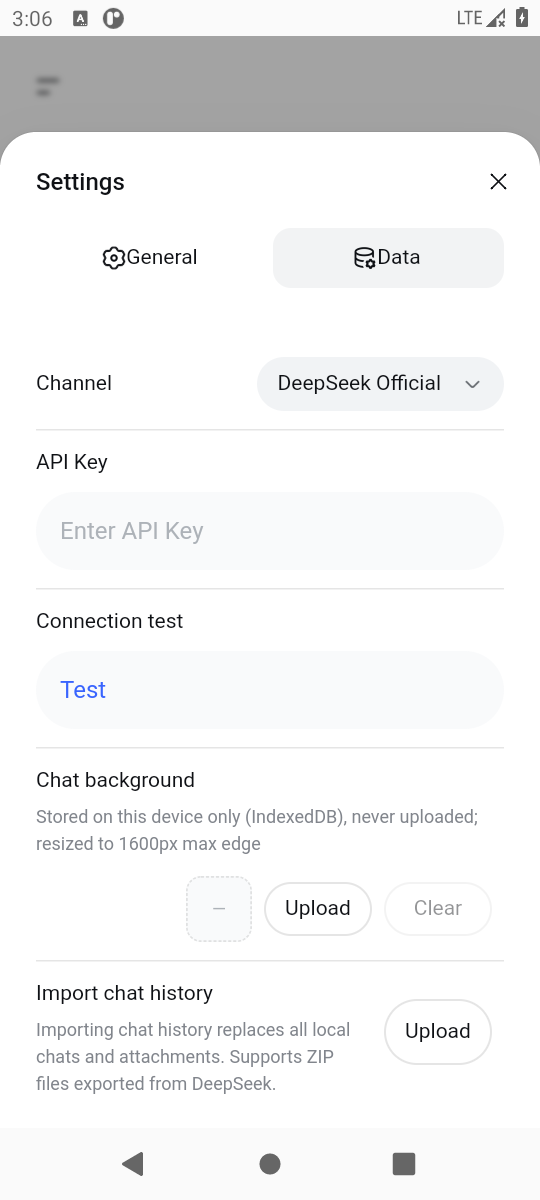 3:06
LTE
Settings
General
Data
Channel
DeepSeek Official
API Key
Enter API Key
Connection test
Test
Chat background
Stored on this device only (IndexedDB), never uploaded;
resized to 1600px max edge
–
Upload
Clear
Import chat history
Importing chat history replaces all local
chats and attachments. Supports ZIP
files exported from DeepSeek.
Upload